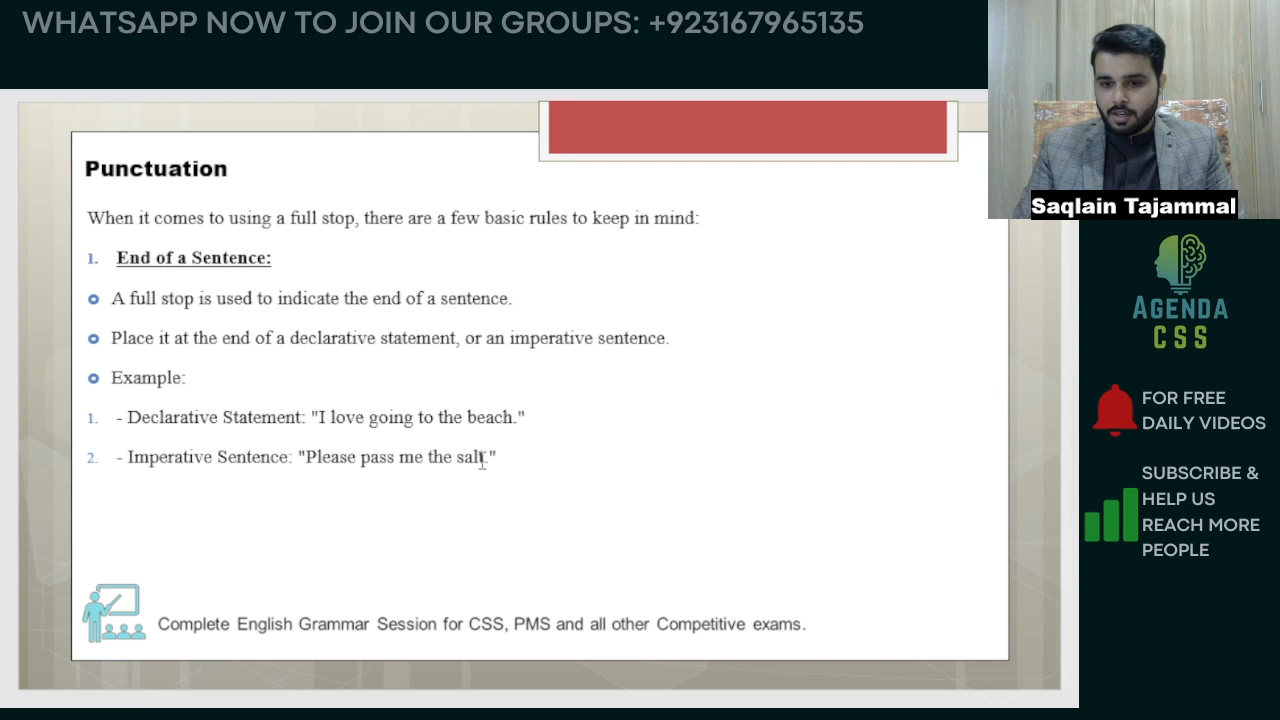 WHATSAPP NOW TO JOIN OUR GROUPS: +923167965135
Punctuation
When it comes to using a full stop, there are a few basic rules to keep in mind:
1. End of a Sentence:
A full stop is used to indicate the end of a sentence.
Place it at the end of a declarative statement, or an imperative sentence.
Example:
1. - Declarative Statement: "I love going to the beach."
2. - Imperative Sentence: "Please pass me the salt."
Complete English Grammar Session for CSS, PMS and all other Competitive exams.
Saqlain Tajammal
AGENDA
CSS
FOR FREE
DAILY VIDEOS
SUBSCRIBE &
HELP US
REACH MORE
PEOPLE